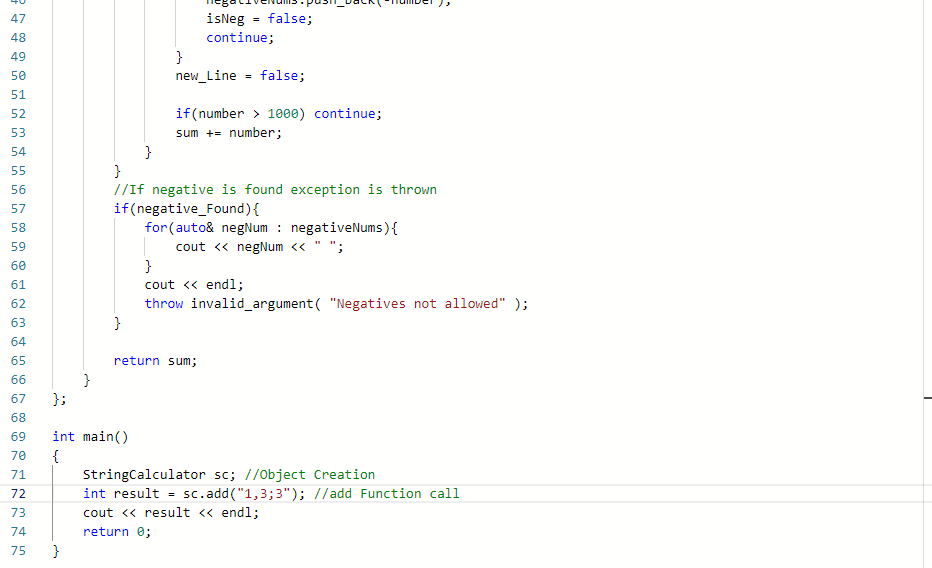 46 negativeNums.push_back(-number);
47 isNeg = false;
48 continue;
49 }
50 new_Line = false;
51
52 if(number > 1000) continue;
53 sum += number;
54 }
55 }
56 //If negative is found exception is thrown
57 if(negative_Found){
58 for(auto& negNum : negativeNums){
59 cout << negNum << " ";
60 }
61 cout << endl;
62 throw invalid_argument( "Negatives not allowed" );
63 }
64
65 return sum;
66 }
67 };
68
69 int main()
70 {
71 StringCalculator sc; //Object Creation
72 int result = sc.add("1,3;3"); //add Function call
73 cout << result << endl;
74 return 0;
75 }